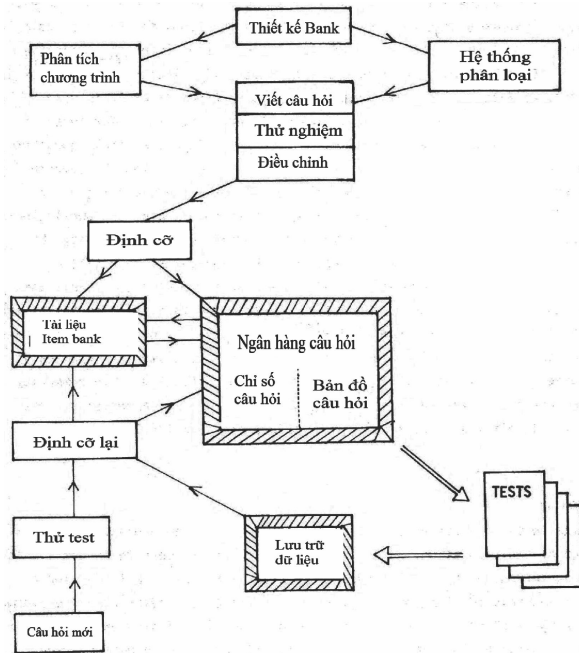 Thiết kế Bank
Phân tích
chương trình
Hệ thống
phân loại
Viết câu hỏi
Thử nghiệm
Điều chỉnh
Định cỡ
Tài liệu
Item bank
Ngân hàng câu hỏi
Chỉ số
câu hỏi
Bản đồ
câu hỏi
Định cỡ lại
TESTS
Thử test
Lưu trữ
dữ liệu
Câu hỏi mới